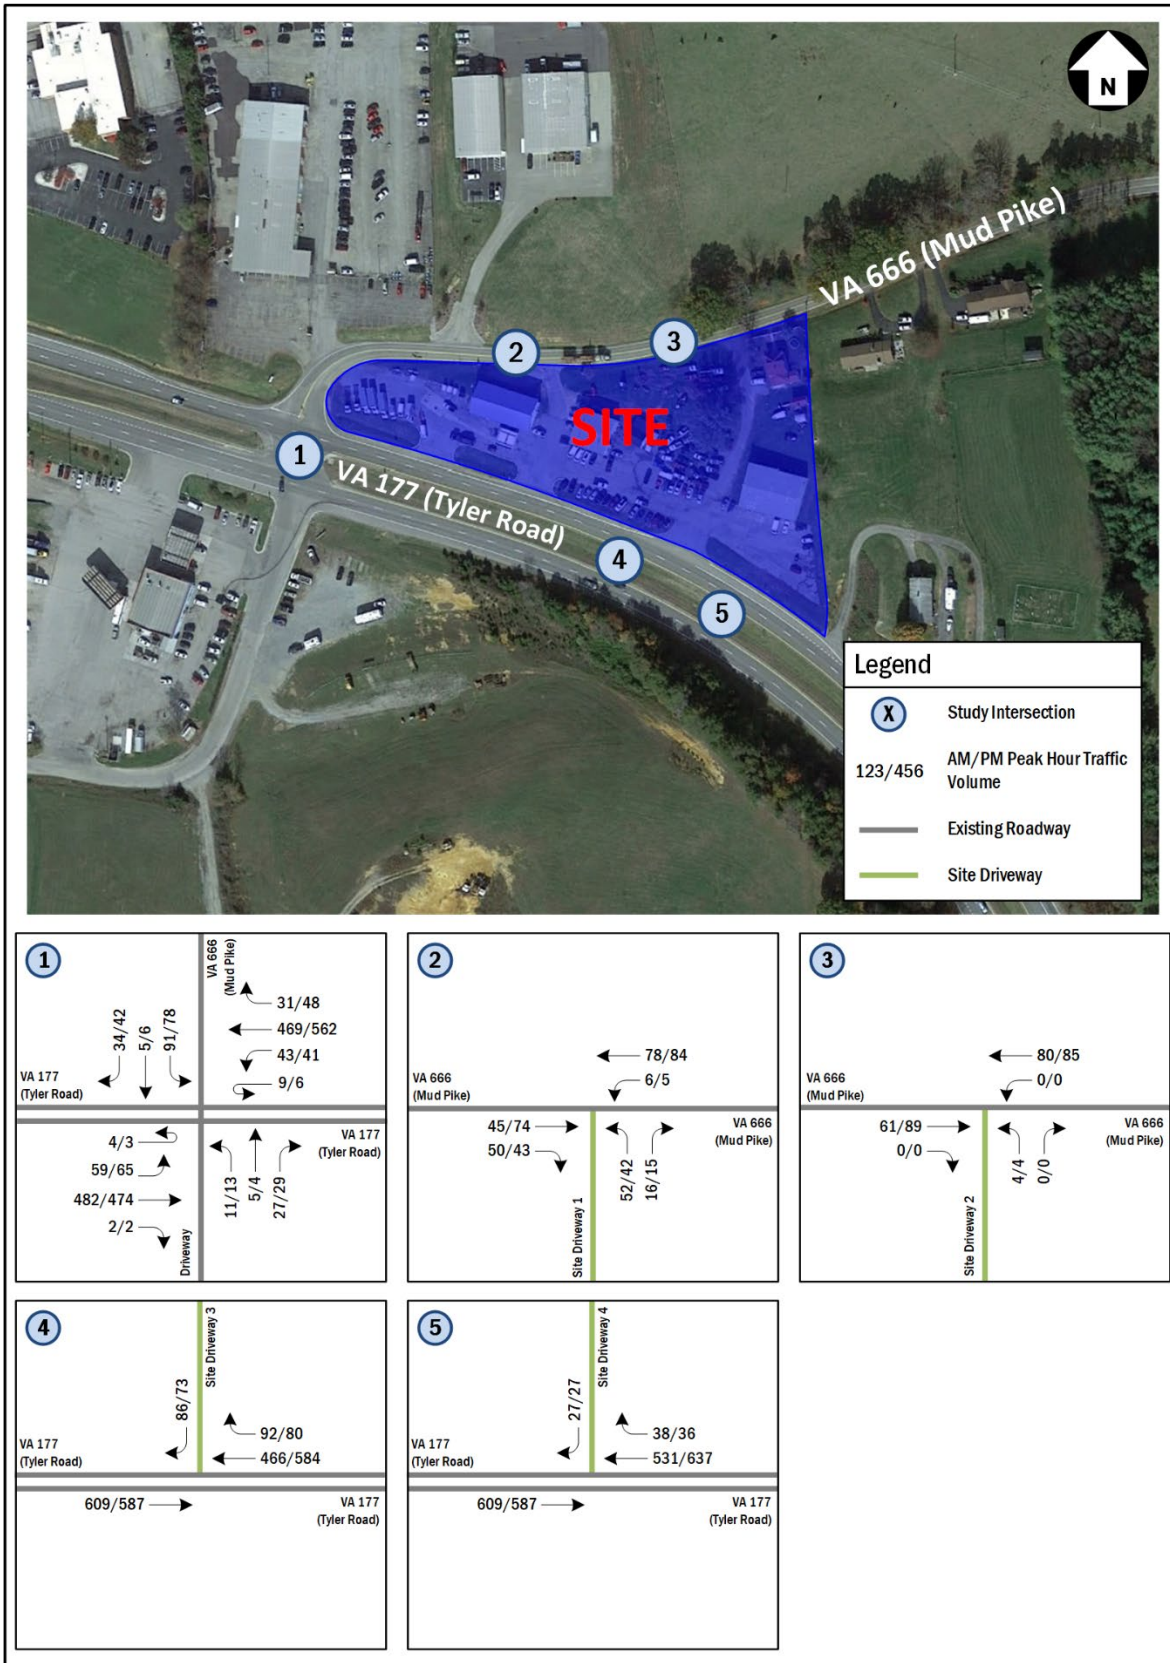 N
VA 666 (Mud Pike)
2
3
SITE
1
VA 177 (Tyler Road)
4
5
Legend
X
Study Intersection
123/456
AM/PM Peak Hour Traffic
Volume
Existing Roadway
Site Driveway
1
VA 666
(Mud Pike)
34/42
5/6
91/78
31/48
469/562
43/41
9/6
VA 177
(Tyler Road)
4/3
59/65
482/474
2/2
Driveway
11/13
5/4
27/29
VA 177
(Tyler Road)
2
78/84
6/5
VA 666
(Mud Pike)
45/74
50/43
Site Driveway 1
52/42
16/15
VA 666
(Mud Pike)
3
80/85
0/0
VA 666
(Mud Pike)
61/89
0/0
Site Driveway 2
4/4
0/0
VA 666
(Mud Pike)
4
Site Driveway 3
86/73
92/80
466/584
VA 177
(Tyler Road)
609/587
VA 177
(Tyler Road)
5
Site Driveway 4
27/27
38/36
531/637
VA 177
(Tyler Road)
609/587
VA 177
(Tyler Road)